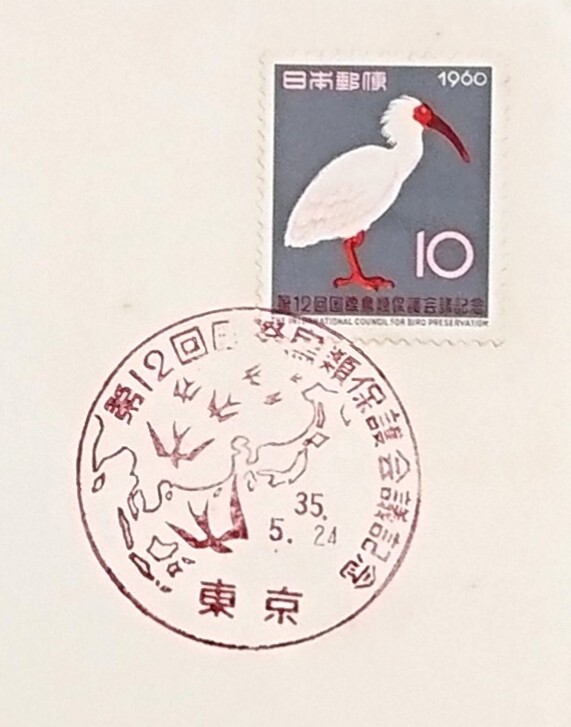 日本郵便 1960
10
第12回国際鳥類保護会議記念
THE INTERNATIONAL COUNCIL FOR BIRD PRESERVATION
第12回国際鳥類保護会議記念
35.
5. 24
東京